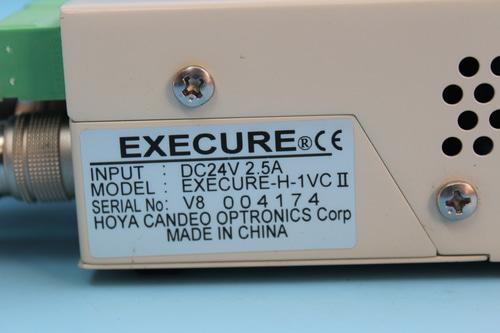 EXECURE®CE
INPUT : DC24V 2.5A
MODEL : EXECURE-H-1VC II
SERIAL No: V8 004174
HOYA CANDEO OPTRONICS Corp
MADE IN CHINA